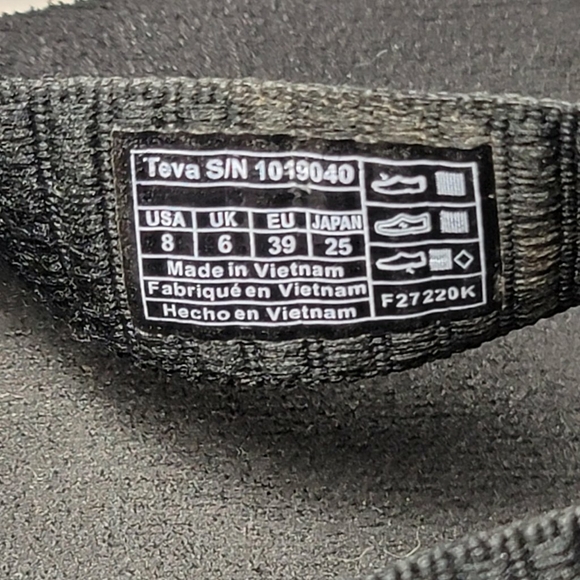 Teva S/N 1019040
USA UK EU JAPAN
8 6 39 25
Made in Vietnam
Fabriqué en Vietnam
Hecho en Vietnam
F27220K